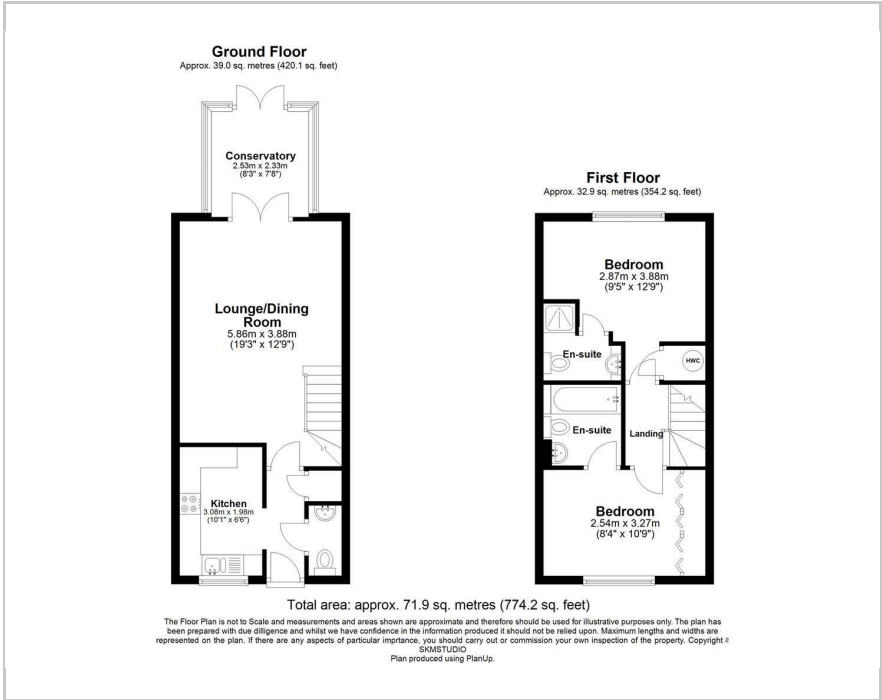 Ground Floor
Approx. 39.0 sq. metres (420.1 sq. feet)
Conservatory
2.53m x 2.33m
(8'3" x 7'8")
Lounge/Dining
Room
5.86m x 3.88m
(19'3" x 12'9")
Kitchen
3.08m x 1.98m
(10'1" x 6'6")
First Floor
Approx. 32.9 sq. metres (354.2 sq. feet)
Bedroom
2.87m x 3.88m
(9'5" x 12'9")
En-suite
HWC
En-suite
Landing
Bedroom
2.54m x 3.27m
(8'4" x 10'9")
Total area: approx. 71.9 sq. metres (774.2 sq. feet)
The Floor Plan is not to Scale and measurements and areas shown are approximate and therefore should be used for illustrative purposes only. The plan has
been prepared with due dilligence and whilst we have confidence in the information produced it should not be relied upon. Maximum lengths and widths are
represented on the plan. If there are any aspects of particular imprtance, you should carry out or commission your own inspection of the property. Copyright
SKMSTUDIO
Plan produced using PlanUp.